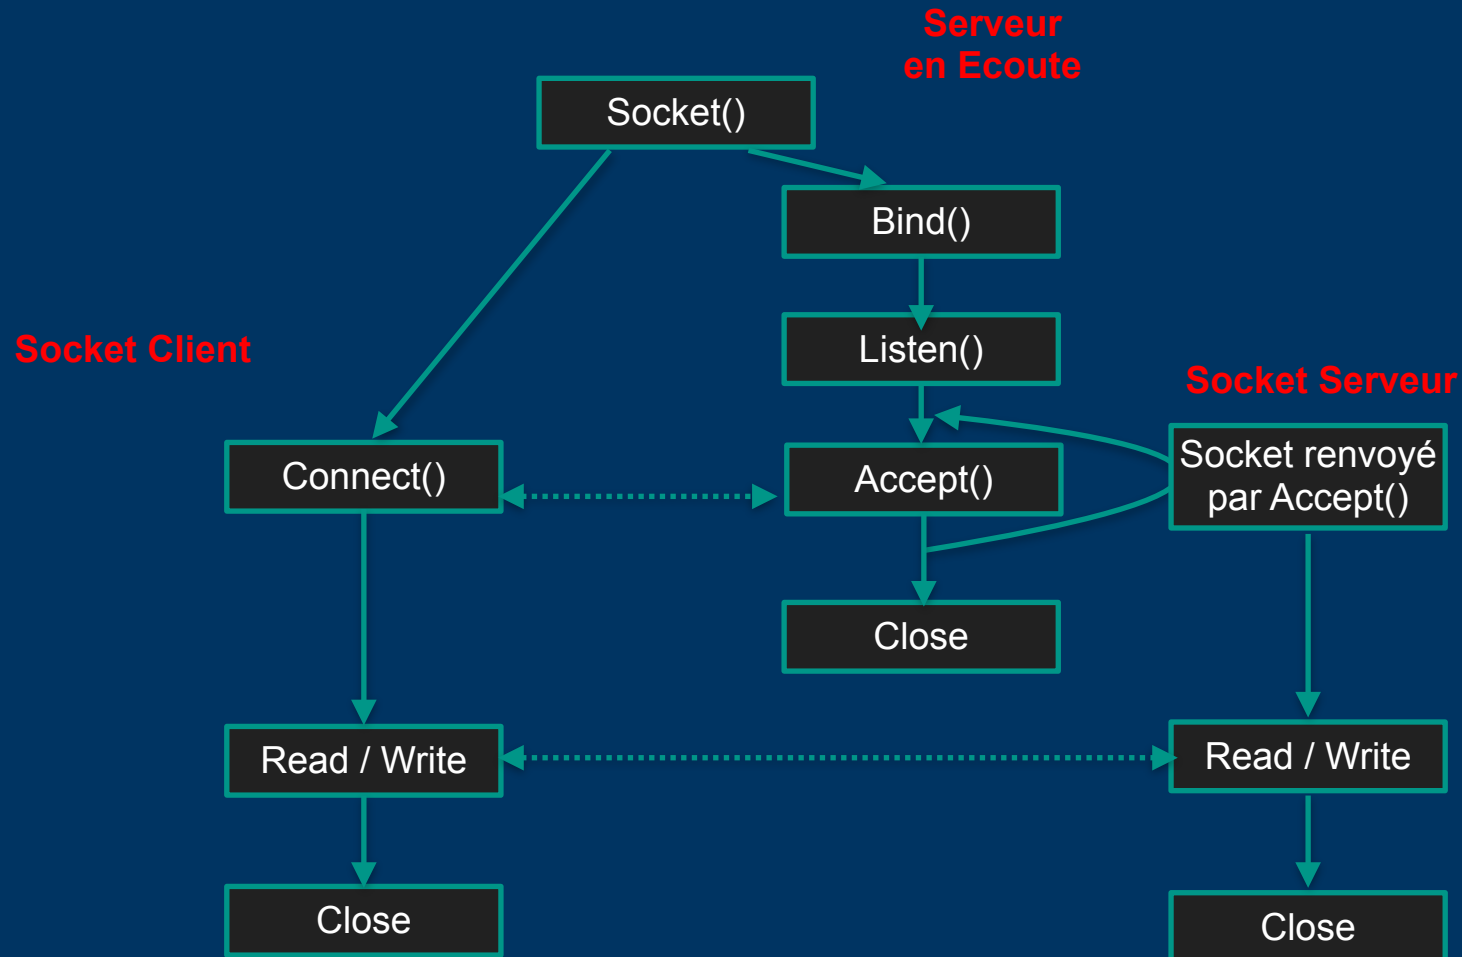 Serveur
en Ecoute
Socket()
Bind()
Listen()
Socket Client
Socket Serveur
Connect()
Accept()
Socket renvoyé
par Accept()
Close
Read / Write
Read / Write
Close
Close